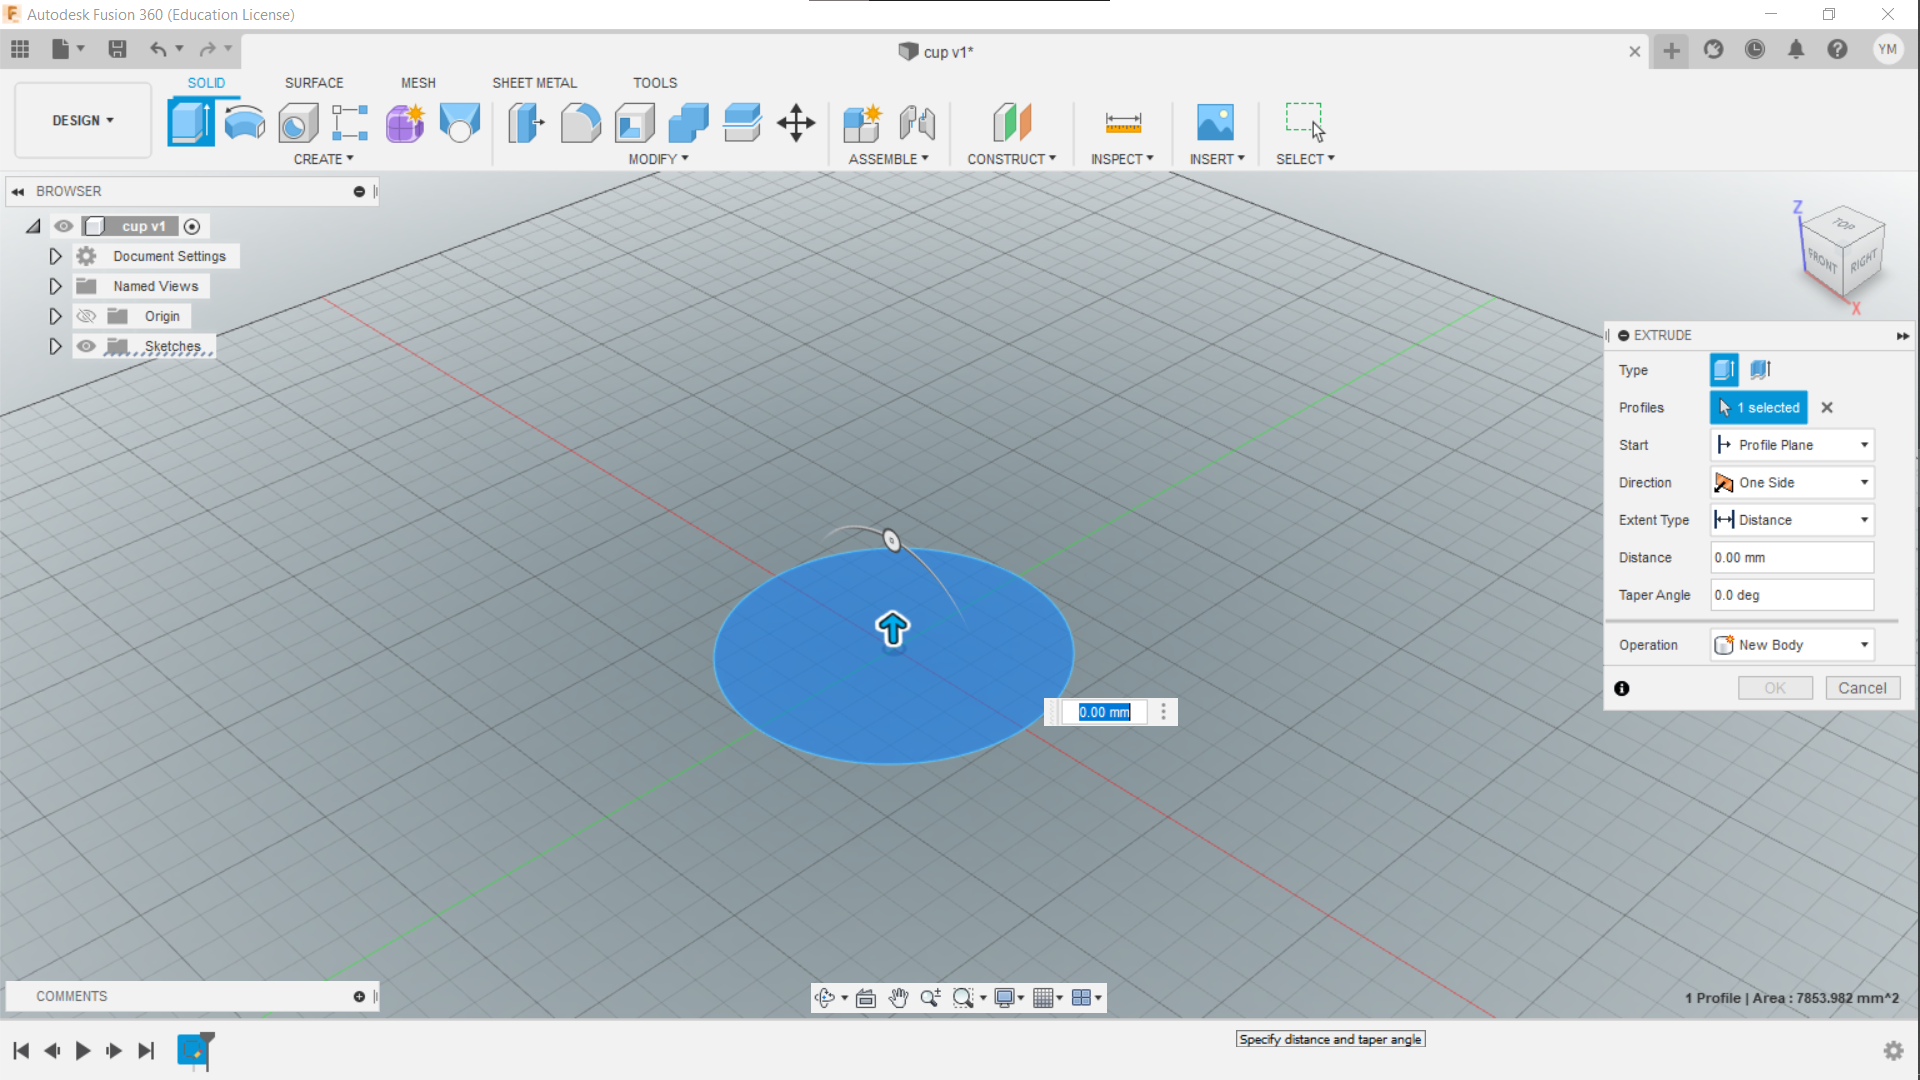 Autodesk Fusion 360 (Education License)
cup v1*
YM
SOLID SURFACE MESH SHEET METAL TOOLS
DESIGN
CREATE MODIFY ASSEMBLE CONSTRUCT INSPECT INSERT SELECT
BROWSER
cup v1
Document Settings
Named Views
Origin
Sketches
Z
TOP
FRONT
RIGHT
X
EXTRUDE
Type
Profiles 1 selected
Start Profile Plane
Direction One Side
Extent Type Distance
Distance 0.00 mm
Taper Angle 0.0 deg
Operation New Body
OK Cancel
0.00 mm
COMMENTS
1 Profile | Area : 7853.982 mm^2
Specify distance and taper angle